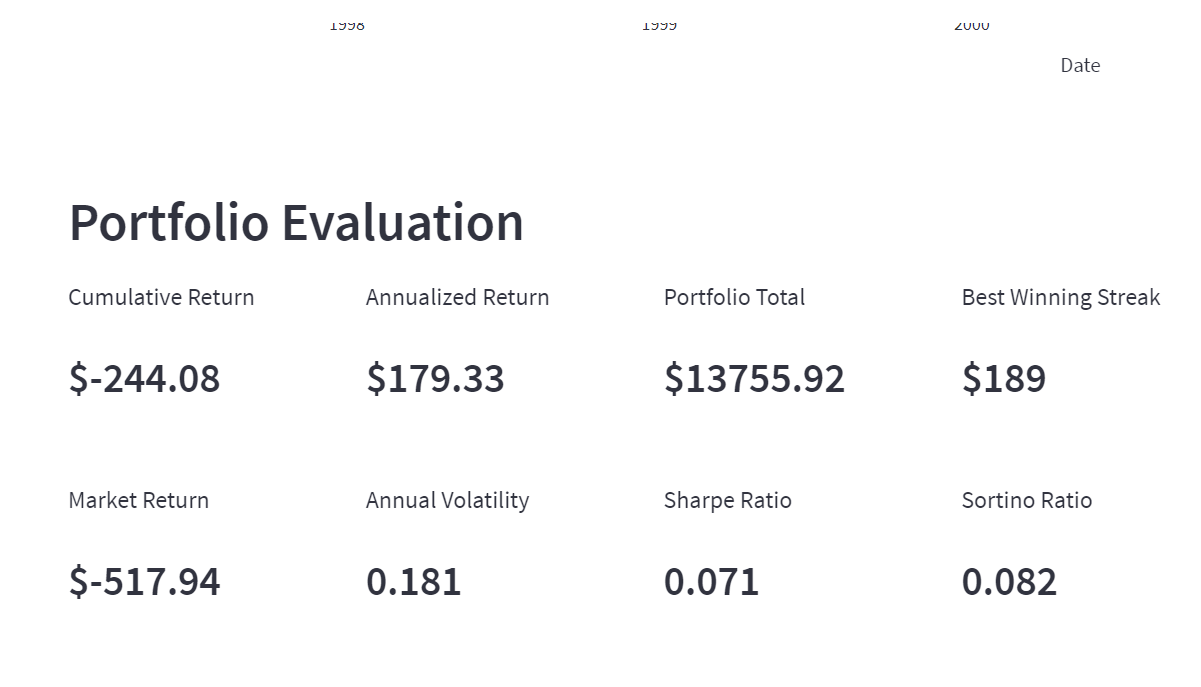 1998 1999 2000
Date
Portfolio Evaluation
Cumulative Return Annualized Return Portfolio Total Best Winning Streak
$-244.08 $179.33 $13755.92 $189
Market Return Annual Volatility Sharpe Ratio Sortino Ratio
$-517.94 0.181 0.071 0.082